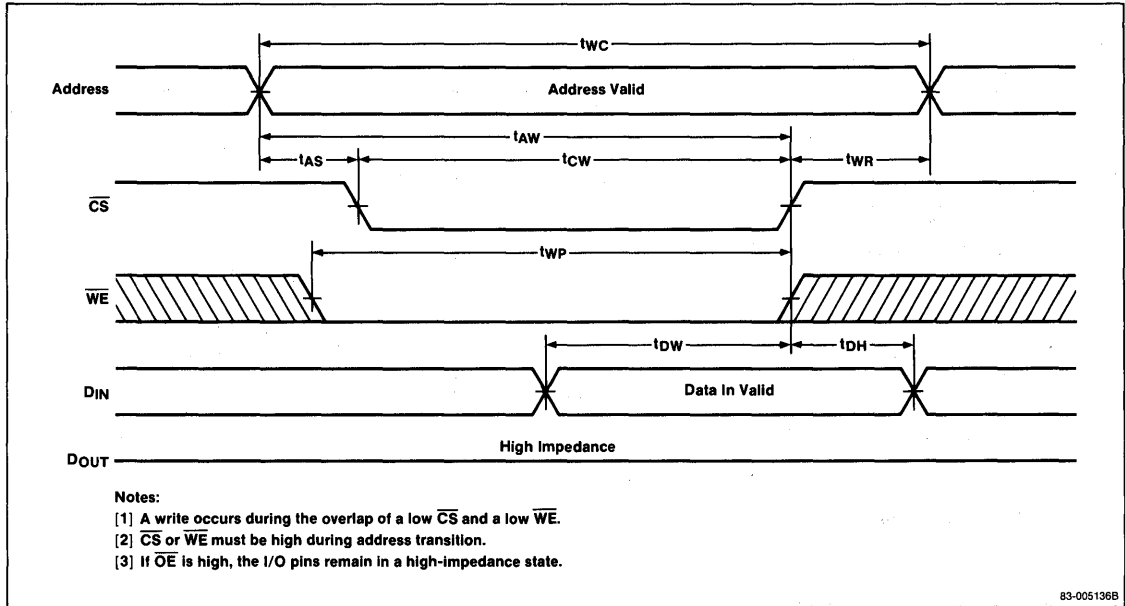 tWC
Address
Address Valid
tAW
tAS
tCW
tWR
CS
tWP
WE
tDW
tDH
DIN
Data In Valid
High Impedance
DOUT
Notes:
[1] A write occurs during the overlap of a low CS and a low WE.
[2] CS or WE must be high during address transition.
[3] If OE is high, the I/O pins remain in a high-impedance state.
83-005136B